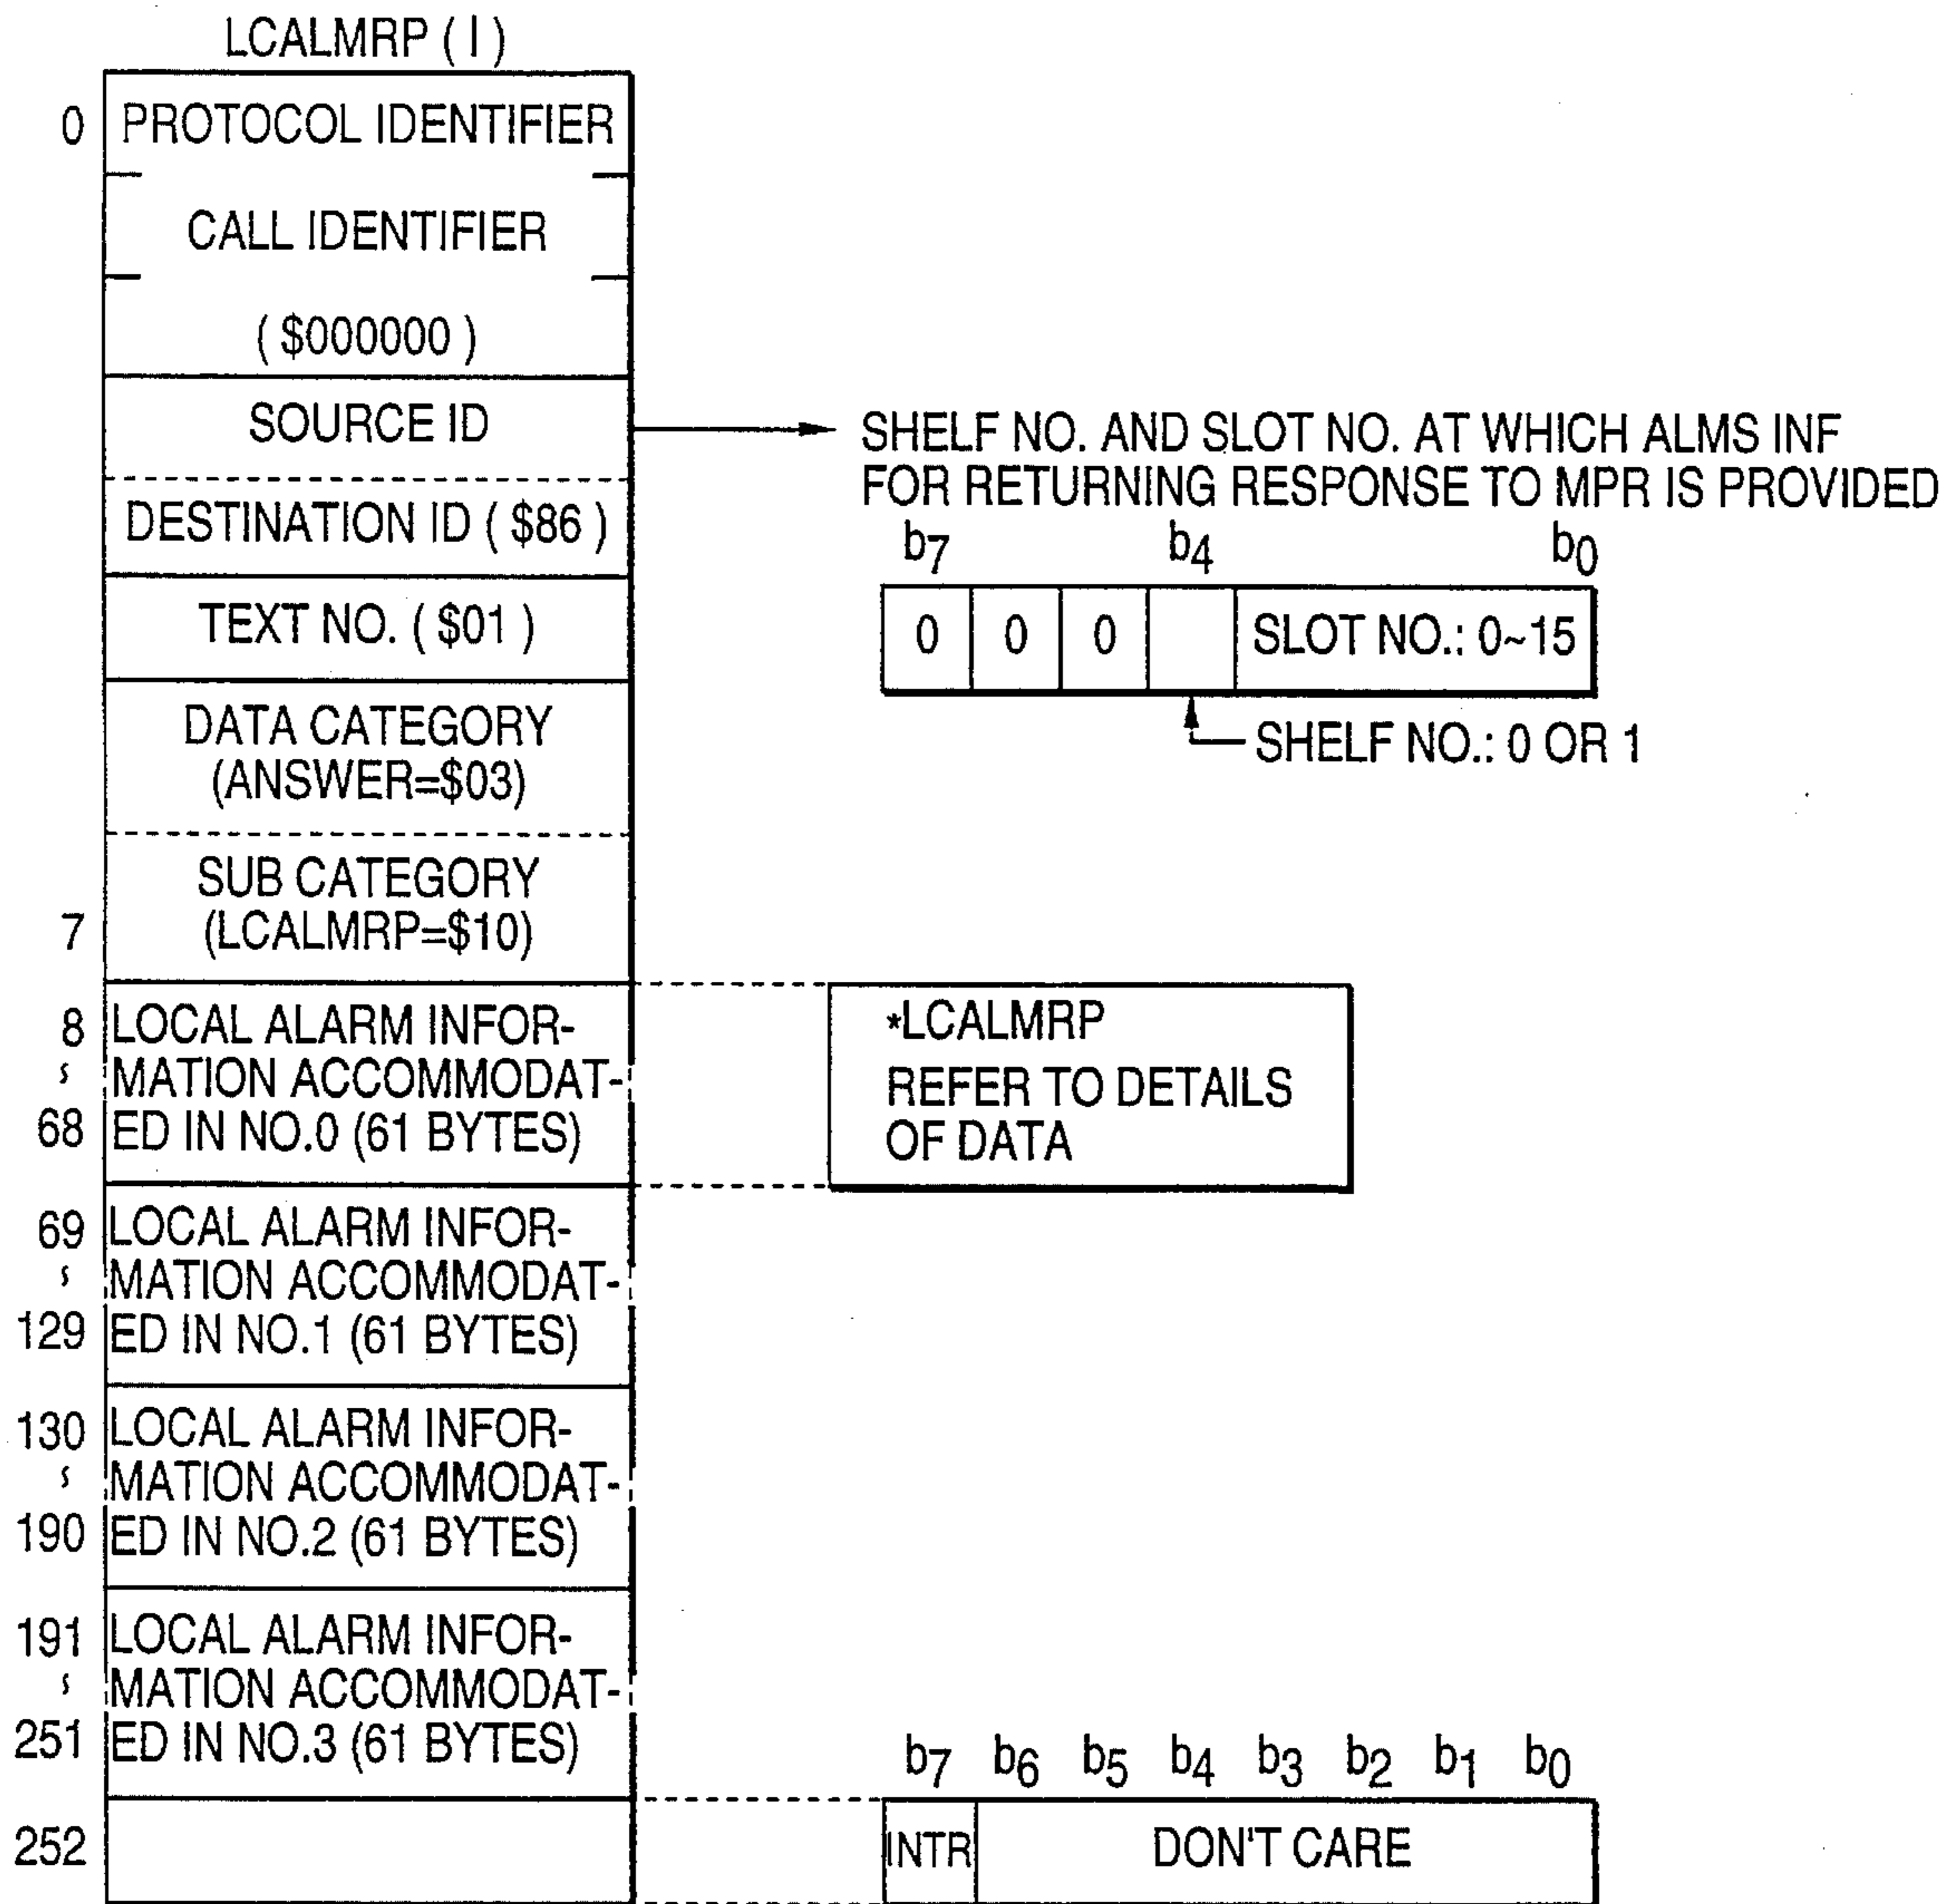 LCALMRP ( I )
0 PROTOCOL IDENTIFIER
CALL IDENTIFIER
( $000000 )
SOURCE ID
SHELF NO. AND SLOT NO. AT WHICH ALMS INF
FOR RETURNING RESPONSE TO MPR IS PROVIDED
DESTINATION ID ( $86 )
b7 b4 b0
TEXT NO. ( $01 )
0 0 0 SLOT NO.: 0~15
SHELF NO.: 0 OR 1
DATA CATEGORY
(ANSWER=$03)
SUB CATEGORY
7 (LCALMRP=$10)
8 LOCAL ALARM INFOR-
~ MATION ACCOMMODAT-
68 ED IN NO.0 (61 BYTES)
*LCALMRP
REFER TO DETAILS
OF DATA
69 LOCAL ALARM INFOR-
~ MATION ACCOMMODAT-
129 ED IN NO.1 (61 BYTES)
130 LOCAL ALARM INFOR-
~ MATION ACCOMMODAT-
190 ED IN NO.2 (61 BYTES)
191 LOCAL ALARM INFOR-
~ MATION ACCOMMODAT-
251 ED IN NO.3 (61 BYTES)
b7 b6 b5 b4 b3 b2 b1 b0
252 INTR DON'T CARE